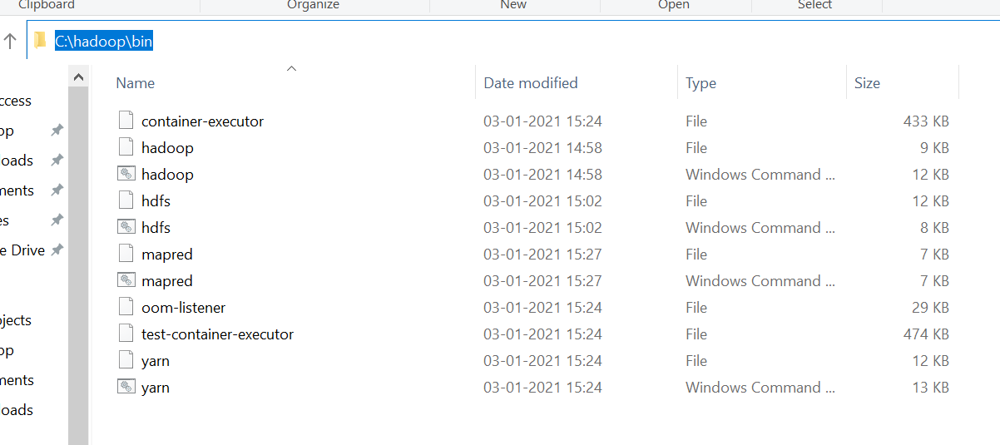 Clipboard Organize New Open Select
C:\hadoop\bin
Name Date modified Type Size
ccess
container-executor 03-01-2021 15:24 File 433 KB
op
hadoop 03-01-2021 14:58 File 9 KB
loads
hadoop 03-01-2021 14:58 Windows Command ... 12 KB
ments
hdfs 03-01-2021 15:02 File 12 KB
es
hdfs 03-01-2021 15:02 Windows Command ... 8 KB
e Drive
mapred 03-01-2021 15:27 File 7 KB
mapred 03-01-2021 15:27 Windows Command ... 7 KB
oom-listener 03-01-2021 15:24 File 29 KB
ojects
test-container-executor 03-01-2021 15:24 File 474 KB
op
yarn 03-01-2021 15:24 File 12 KB
ments
yarn 03-01-2021 15:24 Windows Command ... 13 KB
loads